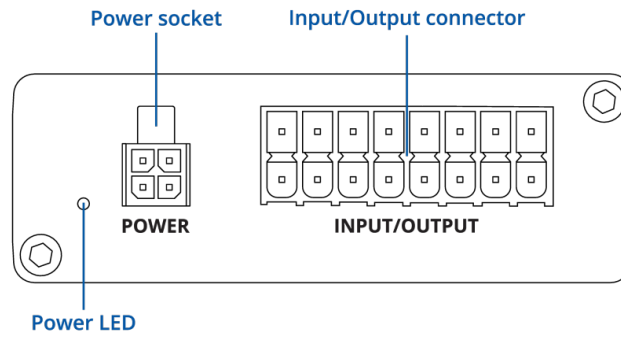 Power socket
Input/Output connector
POWER
INPUT/OUTPUT
Power LED